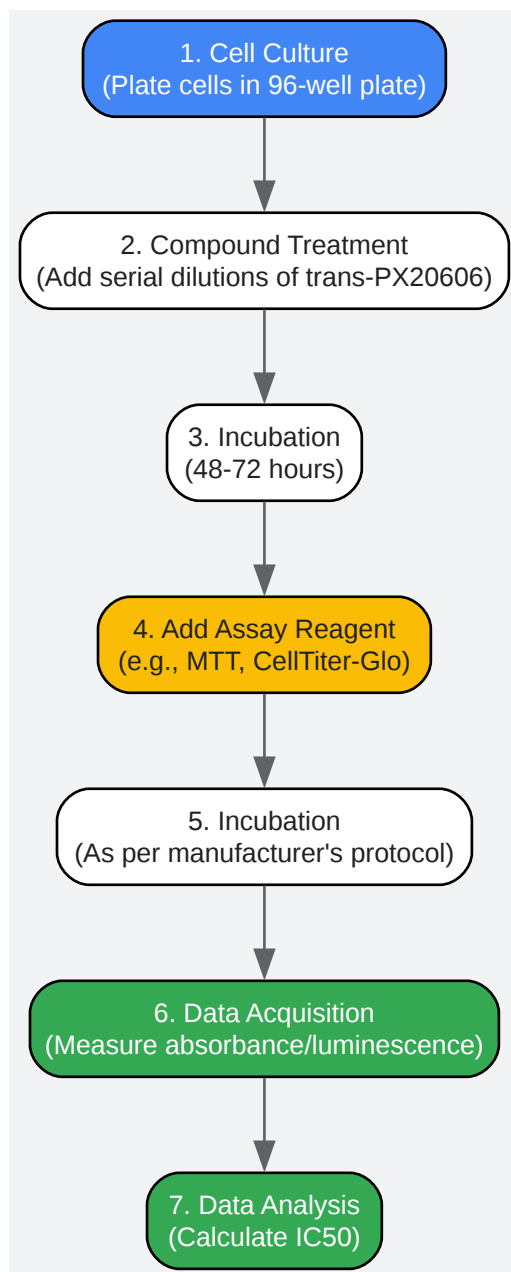 1. Cell Culture
(Plate cells in 96-well plate)
2. Compound Treatment
(Add serial dilutions of trans-PX20606)
3. Incubation
(48-72 hours)
4. Add Assay Reagent
(e.g., MTT, CellTiter-Glo)
5. Incubation
(As per manufacturer's protocol)
6. Data Acquisition
(Measure absorbance/luminescence)
7. Data Analysis
(Calculate IC50)